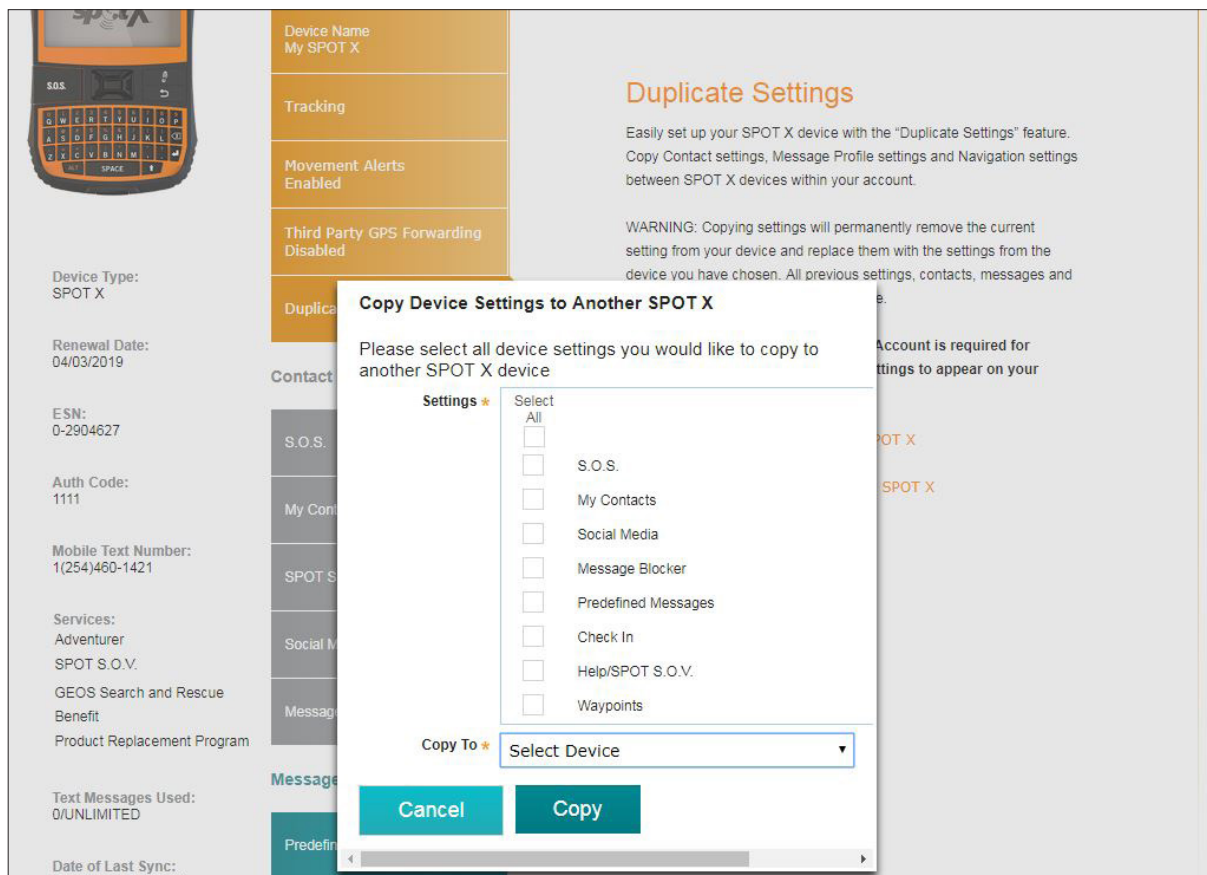 spot X
S.O.S.
Q W E R T Y U I O P
A S D F G H J K L
Z X C V B N M , .
ALT SPACE
Device Type:
SPOT X
Renewal Date:
04/03/2019
ESN:
0-2904627
Auth Code:
1111
Mobile Text Number:
1(254)460-1421
Services:
Adventurer
SPOT S.O.V.
GEOS Search and Rescue
Benefit
Product Replacement Program
Text Messages Used:
0/UNLIMITED
Date of Last Sync:
Device Name
My SPOT X
Tracking
Movement Alerts
Enabled
Third Party GPS Forwarding
Disabled
Duplica
Contact
S.O.S.
My Cont
SPOT S
Social M
Message
Message
Predefin
Duplicate Settings
Easily set up your SPOT X device with the “Duplicate Settings” feature.
Copy Contact settings, Message Profile settings and Navigation settings
between SPOT X devices within your account.
WARNING: Copying settings will permanently remove the current
setting from your device and replace them with the settings from the
device you have chosen. All previous settings, contacts, messages and
e.
Account is required for
ttings to appear on your
POT X
SPOT X
Copy Device Settings to Another SPOT X
Please select all device settings you would like to copy to
another SPOT X device
Settings *
Select
All
S.O.S.
My Contacts
Social Media
Message Blocker
Predefined Messages
Check In
Help/SPOT S.O.V.
Waypoints
Copy To * Select Device
Cancel Copy